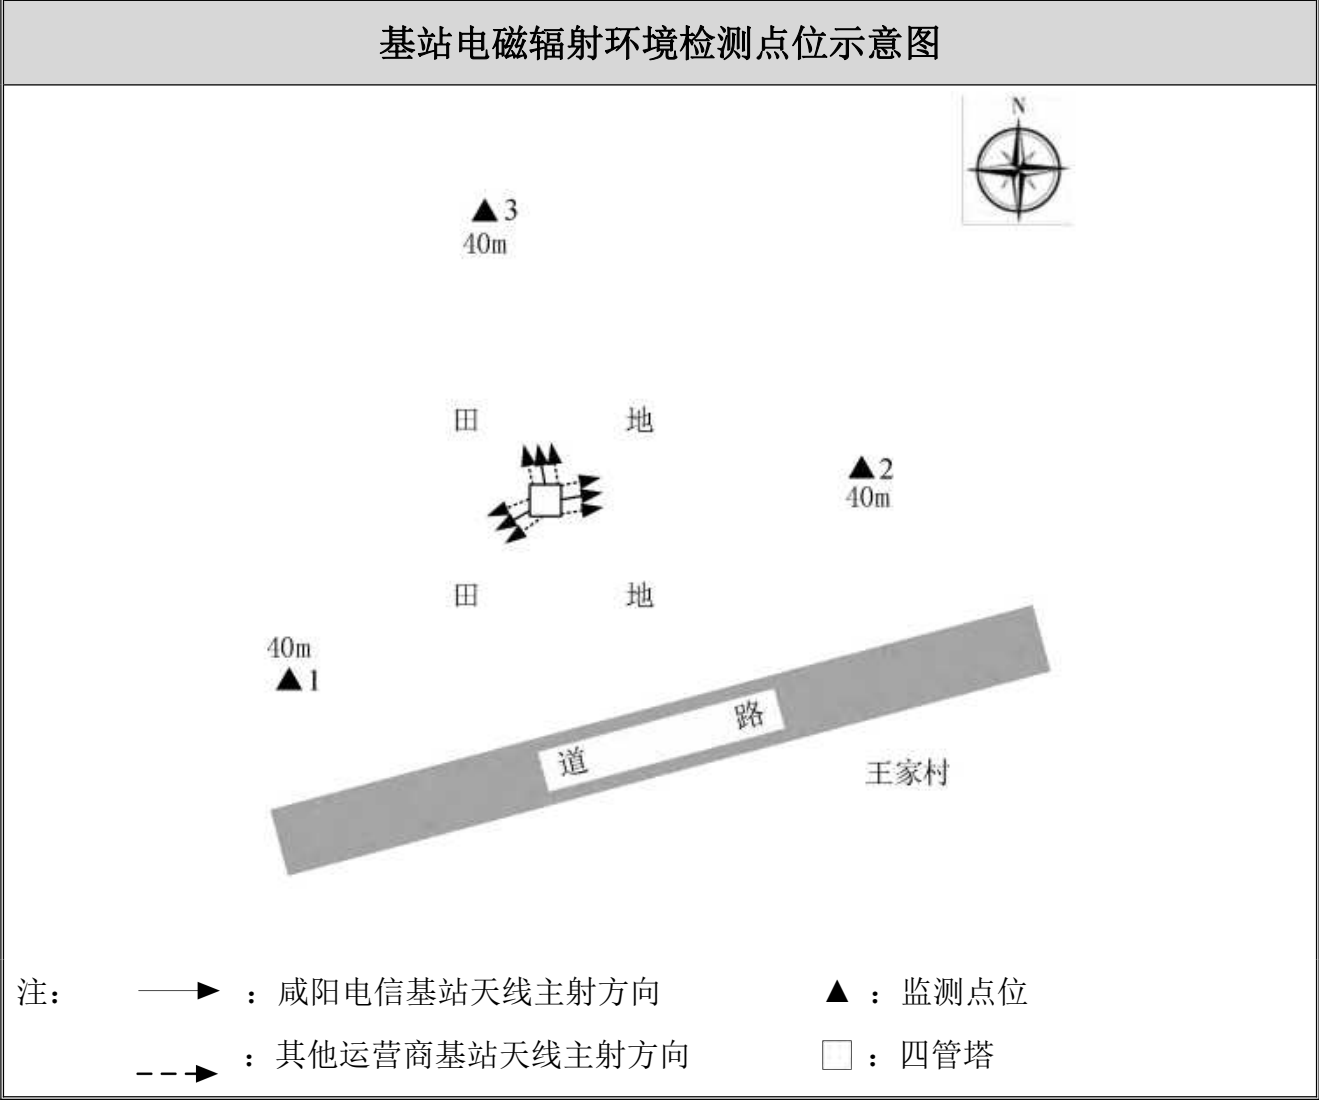 基站电磁辐射环境检测点位示意图
N
▲3
40m
田 地
▲2
40m
田 地
40m
▲1
道 路
王家村
注： ：咸阳电信基站天线主射方向 ▲：监测点位
：其他运营商基站天线主射方向 ：四管塔